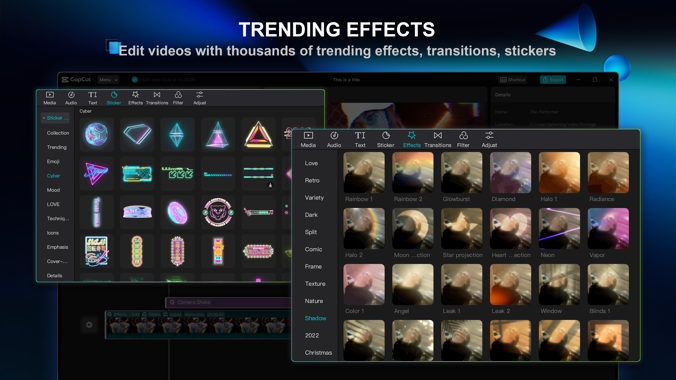 TRENDING EFFECTS
Edit videos with thousands of trending effects, transitions, stickers
CapCut
Menu
This is a title
Shortcut
Export
Details
Media Audio Text Sticker Effects Transitions Filter Adjust
Sticker ...
Cyber
Collection
Trending
Emoji
Cyber
Mood
LOVE
Techniq...
Icons
Emphasis
Cover-...
Details
Media Audio Text Sticker Effects Transitions Filter Adjust
Love
Retro
Variety
Dark
Split
Comic
Frame
Texture
Nature
Shadow
2022
Christmas
Rainbow 1 Rainbow 2 Glowburst Diamond Halo 1 Radiance
Halo 2 Moon ...ction Star projection Heart ...ection Neon Vapor
Color 1 Angel Leak 1 Leak 2 Window Blinds 1
Camera Shake